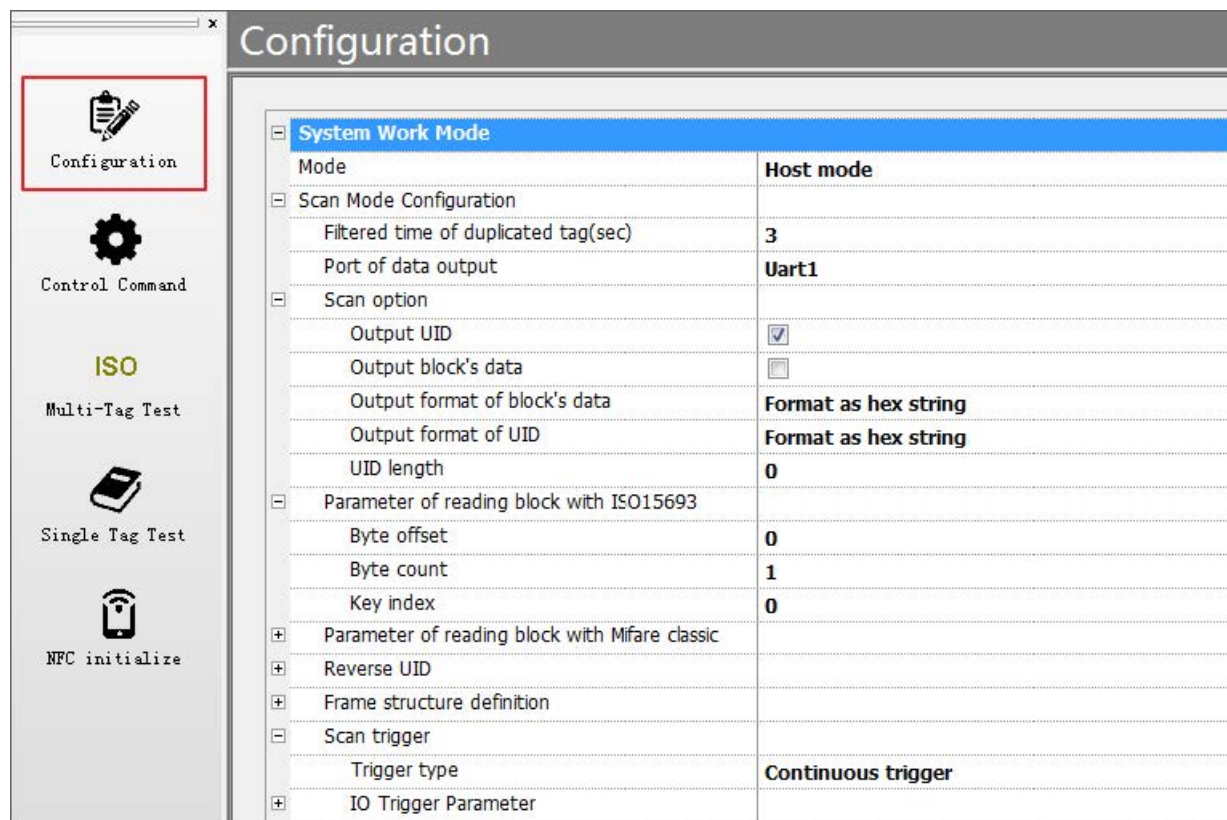 x
Configuration
Configuration
Control Command
ISO
Multi-Tag Test
Single Tag Test
NFC initialize
System Work Mode
Mode Host mode
Scan Mode Configuration
Filtered time of duplicated tag(sec) 3
Port of data output Uart1
Scan option
Output UID
Output block's data
Output format of block's data Format as hex string
Output format of UID Format as hex string
UID length 0
Parameter of reading block with ISO15693
Byte offset 0
Byte count 1
Key index 0
Parameter of reading block with Mifare classic
Reverse UID
Frame structure definition
Scan trigger
Trigger type Continuous trigger
IO Trigger Parameter